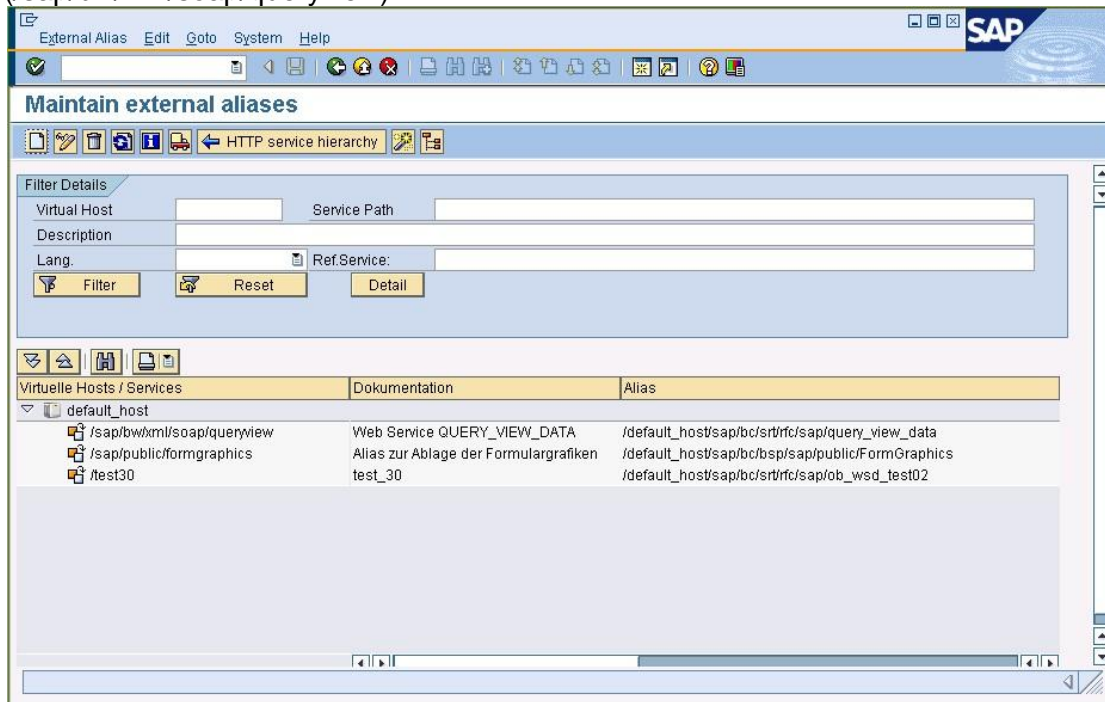 External Alias Edit Goto System Help
SAP
Maintain external aliases
HTTP service hierarchy
Filter Details
Virtual Host Service Path
Description
Lang. Ref.Service:
Filter Reset Detail
Virtuelle Hosts / Services Dokumentation Alias
default_host
/sap/bw/xml/soap/queryview Web Service QUERY_VIEW_DATA /default_host/sap/bc/srt/rfc/sap/query_view_data
/sap/public/formgraphics Alias zur Ablage der Formulargrafiken /default_host/sap/bc/bsp/sap/public/FormGraphics
/test30 test_30 /default_host/sap/bc/srt/rfc/sap/ob_wsd_test02